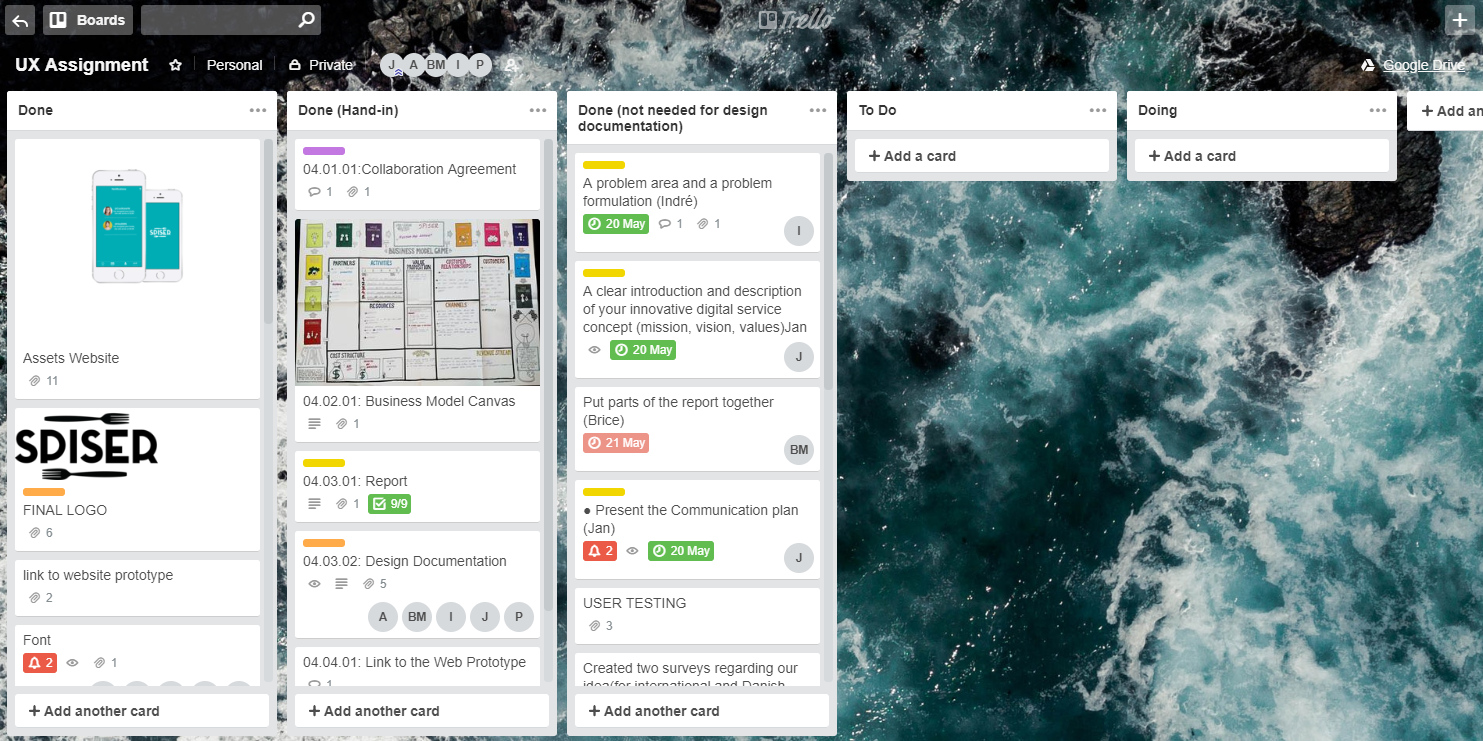 Boards
Trello
UX Assignment
Personal
Private
J
A
BM
I
P
Google Drive
Done
SPISER
Assets Website
11
SPISER
FINAL LOGO
6
link to website prototype
2
Font
2
1
+ Add another card
Done (Hand-in)
04.01.01:Collaboration Agreement
1
1
SPISER
BUSINESS MODEL GAME
PARTNERS
ACTIVITIES
VALUE
PROPOSITION
CUSTOMER
RELATIONSHIPS
CUSTOMERS
RESOURCES
CHANNELS
COST STRUCTURE
REVENUE STREAM
04.02.01: Business Model Canvas
1
04.03.01: Report
1
9/9
04.03.02: Design Documentation
5
A
BM
I
J
P
04.04.01: Link to the Web Prototype
1
+ Add another card
Done (not needed for design
documentation)
A problem area and a problem
formulation (Indré)
20 May
1
1
I
A clear introduction and description
of your innovative digital service
concept (mission, vision, values)Jan
20 May
J
Put parts of the report together
(Brice)
21 May
BM
● Present the Communication plan
(Jan)
2
20 May
J
USER TESTING
3
Created two surveys regarding our
idea(for international and Danish
+ Add another card
To Do
+ Add a card
Doing
+ Add a card
+ Add an